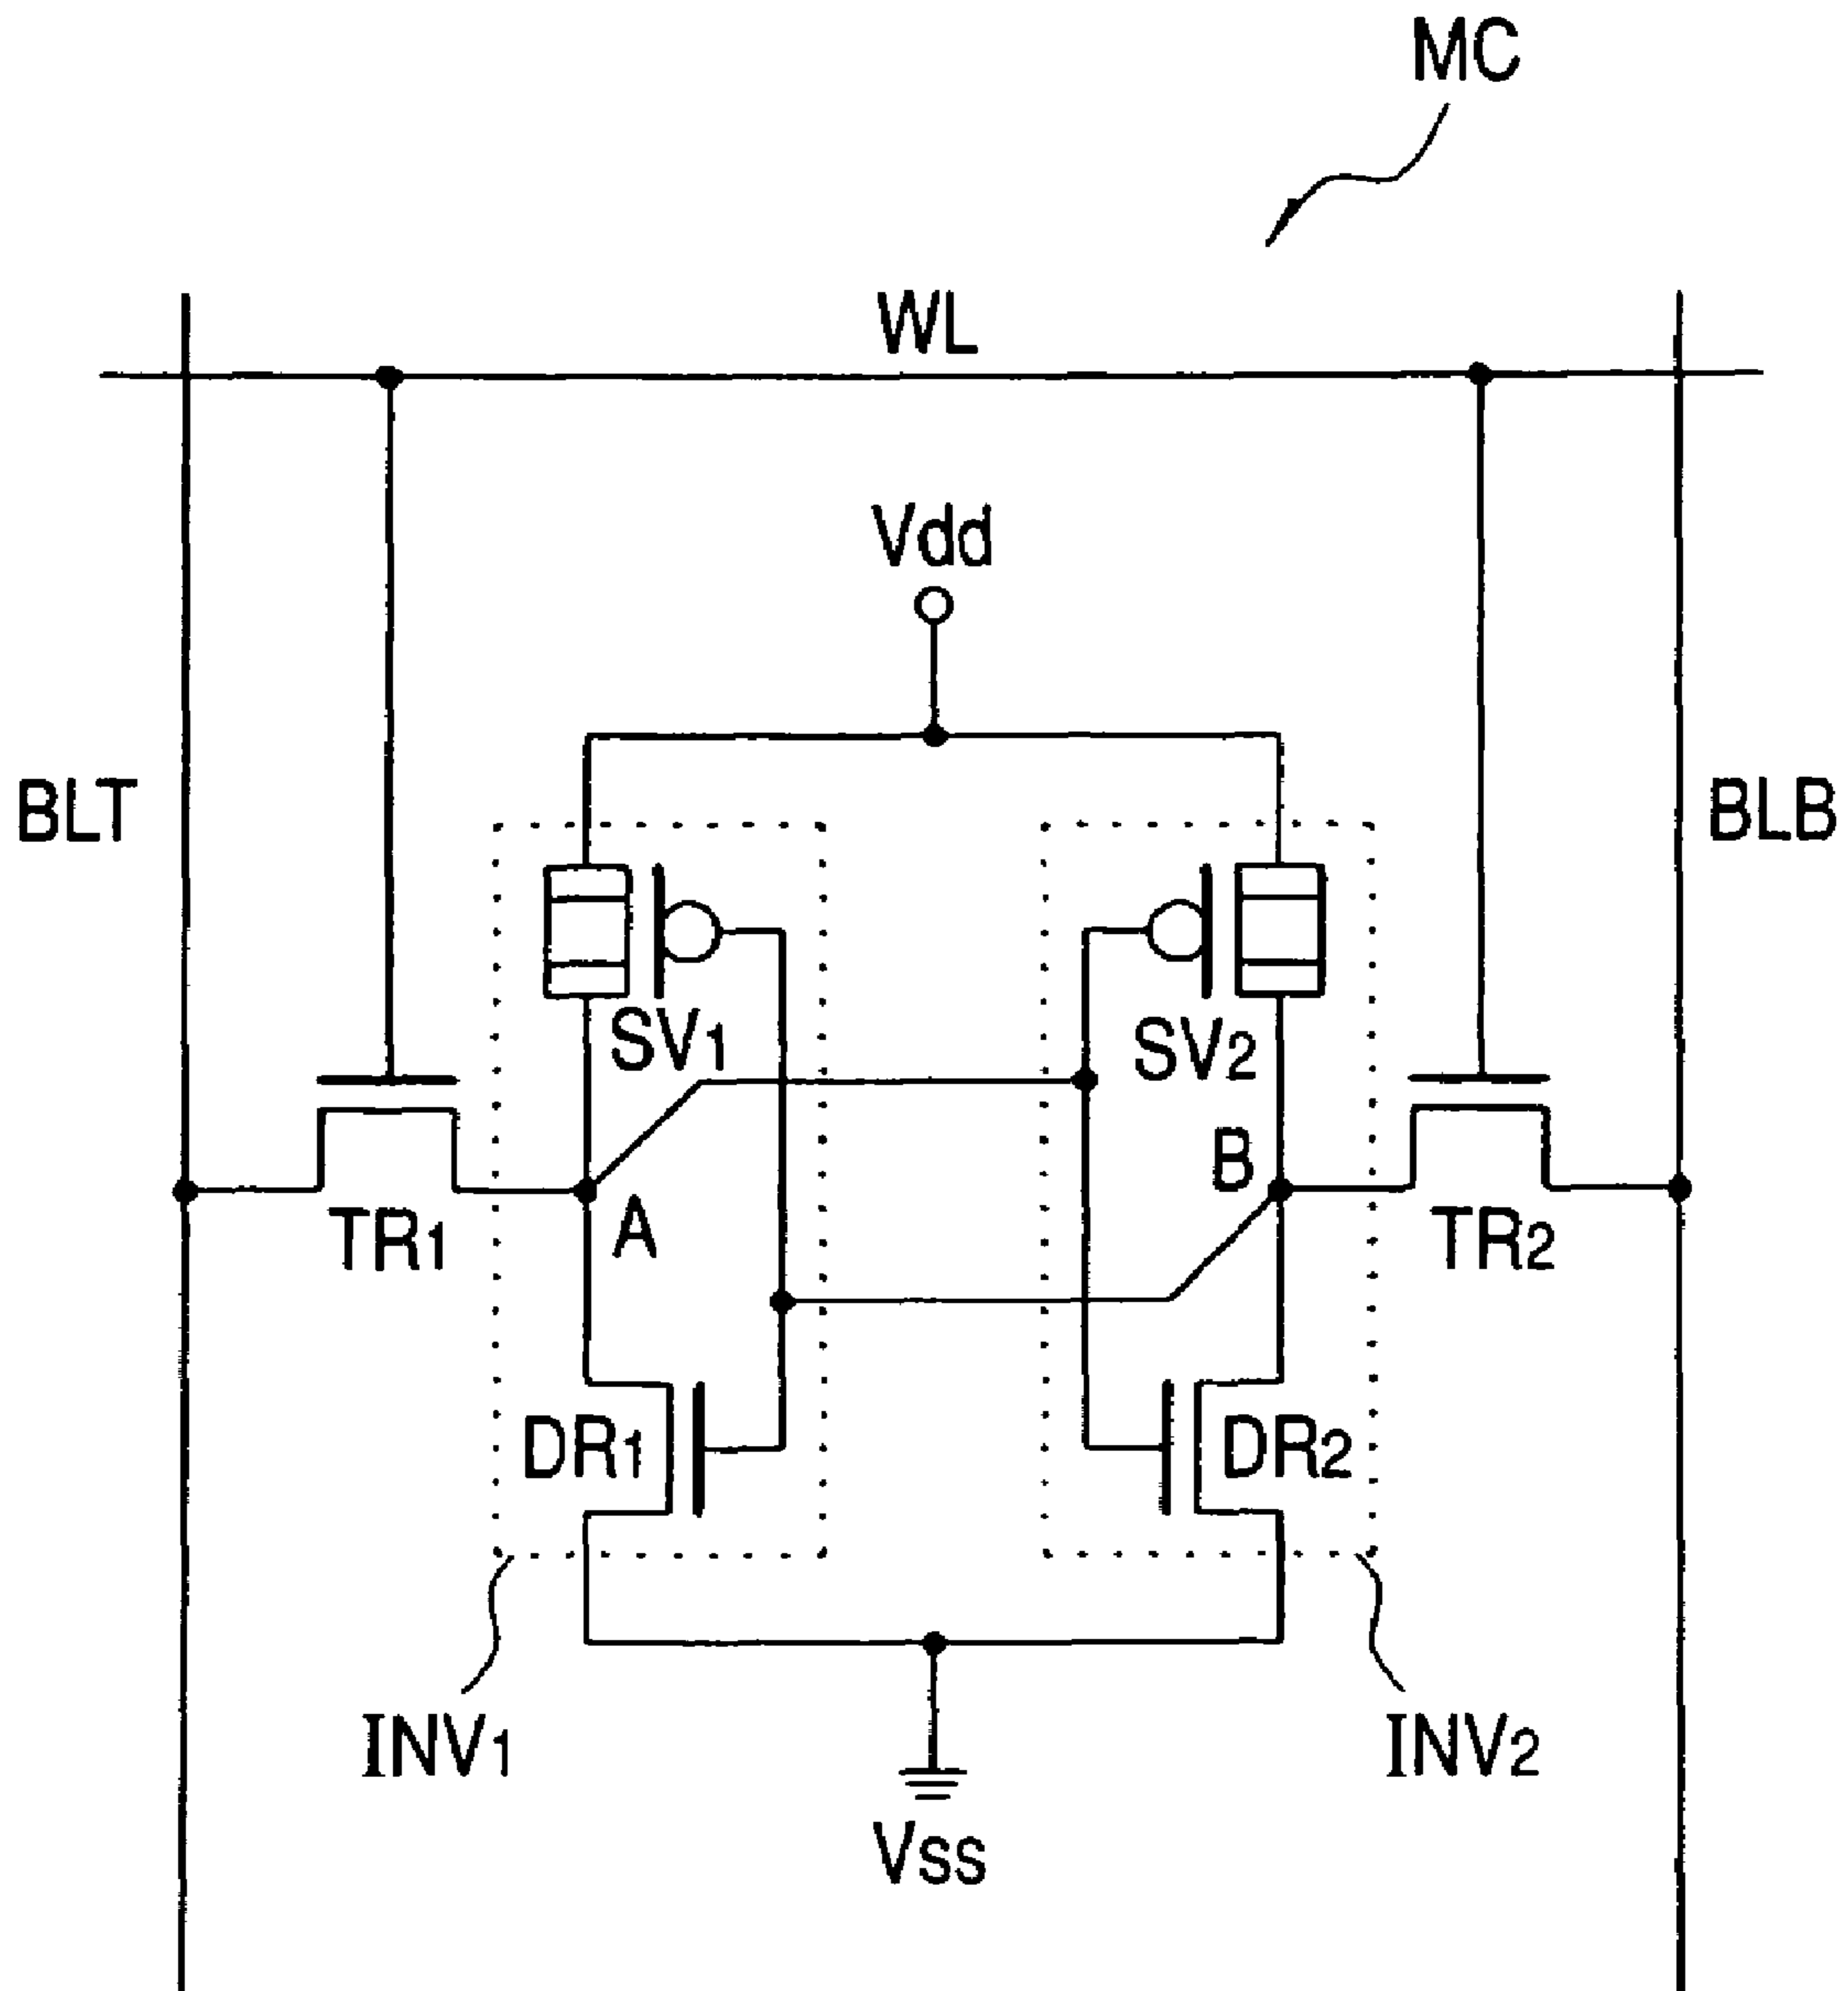 MC
WL
Vdd
BLT
BLB
SV1
SV2
B
TR1
A
TR2
DR1
DR2
INV1
INV2
Vss